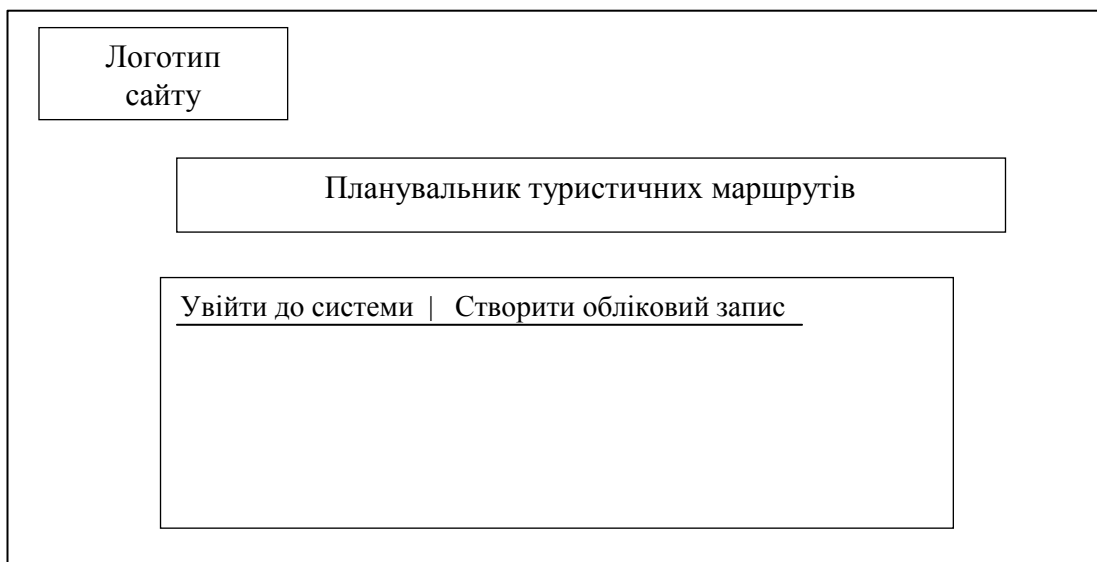 Логотип
сайту
Планувальник туристичних маршрутів
Увійти до системи | Створити обліковий запис